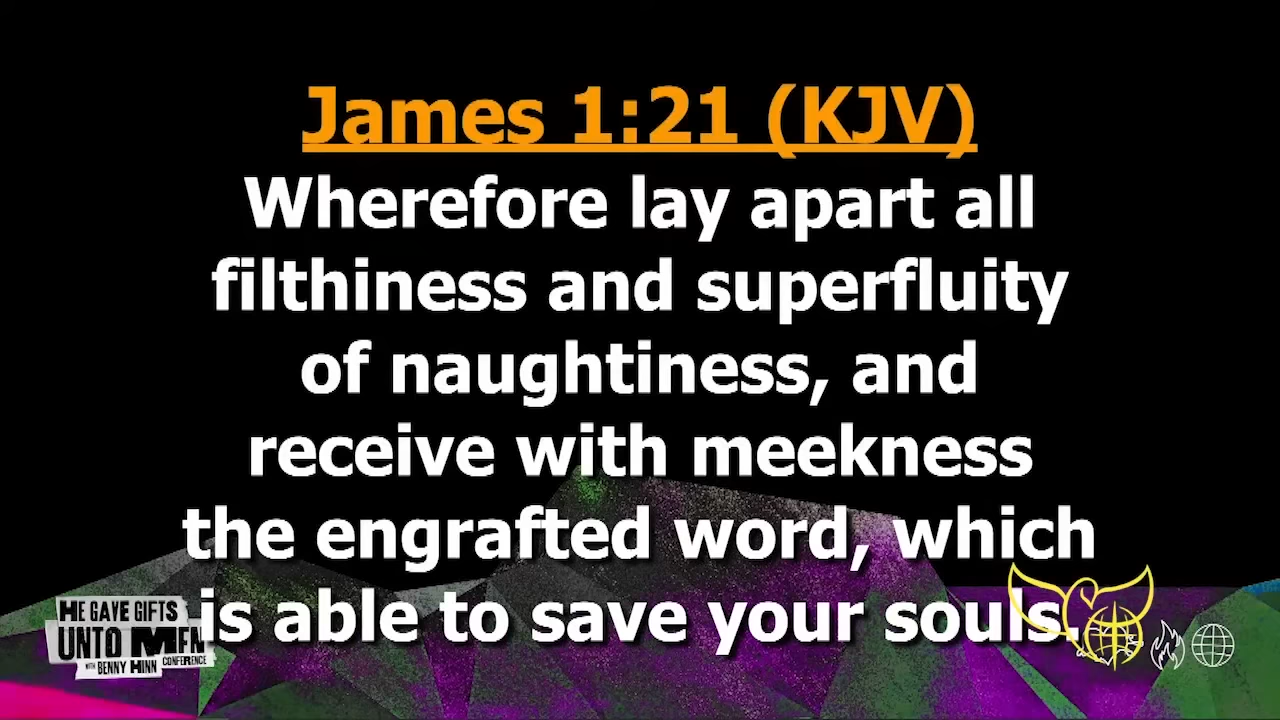 James 1:21 (KJV)
Wherefore lay apart all
filthiness and superfluity
of naughtiness, and
receive with meekness
the engrafted word, which
is able to save your souls.
HE GAVE GIFTS
UNTO MEN
WITH BENNY HINN CONFERENCE